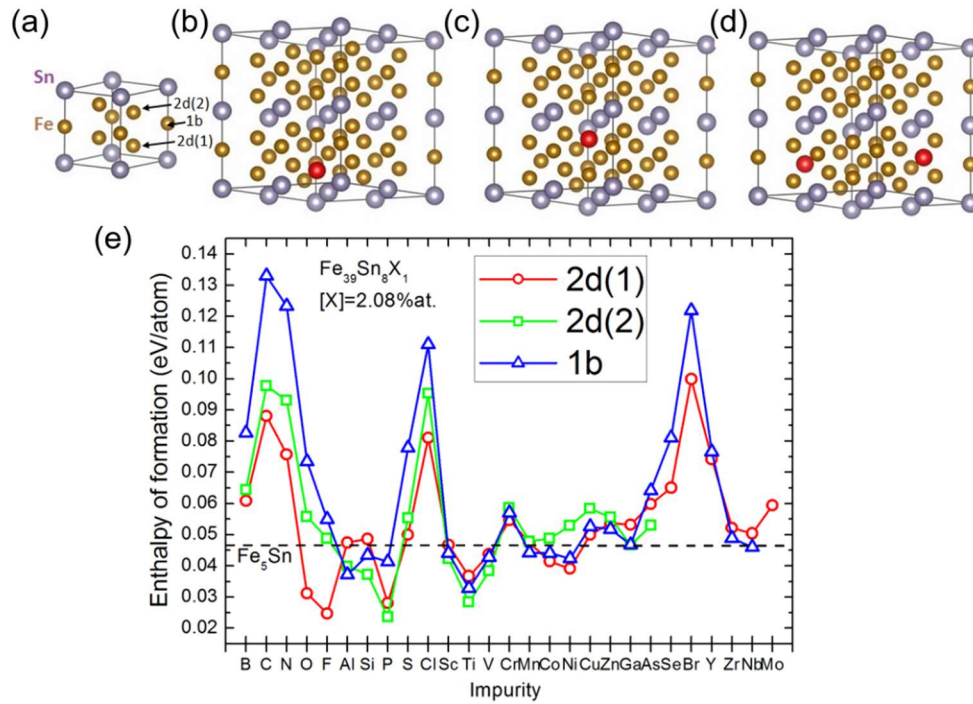 (a)
(b)
(c)
(d)
Sn
Fe
2d(2)
1b
2d(1)
(e)
Enthalpy of formation (eV/atom)
0.14
0.13
0.12
0.11
0.10
0.09
0.08
0.07
0.06
0.05
0.04
0.03
0.02
Fe₃₉Sn₈X₁
[X]=2.08%at.
2d(1)
2d(2)
1b
Fe₅Sn
B C N O F Al Si P S Cl Sc Ti V Cr Mn Co Ni Cu Zn Ga As Se Br Y Zr Nb Mo
Impurity